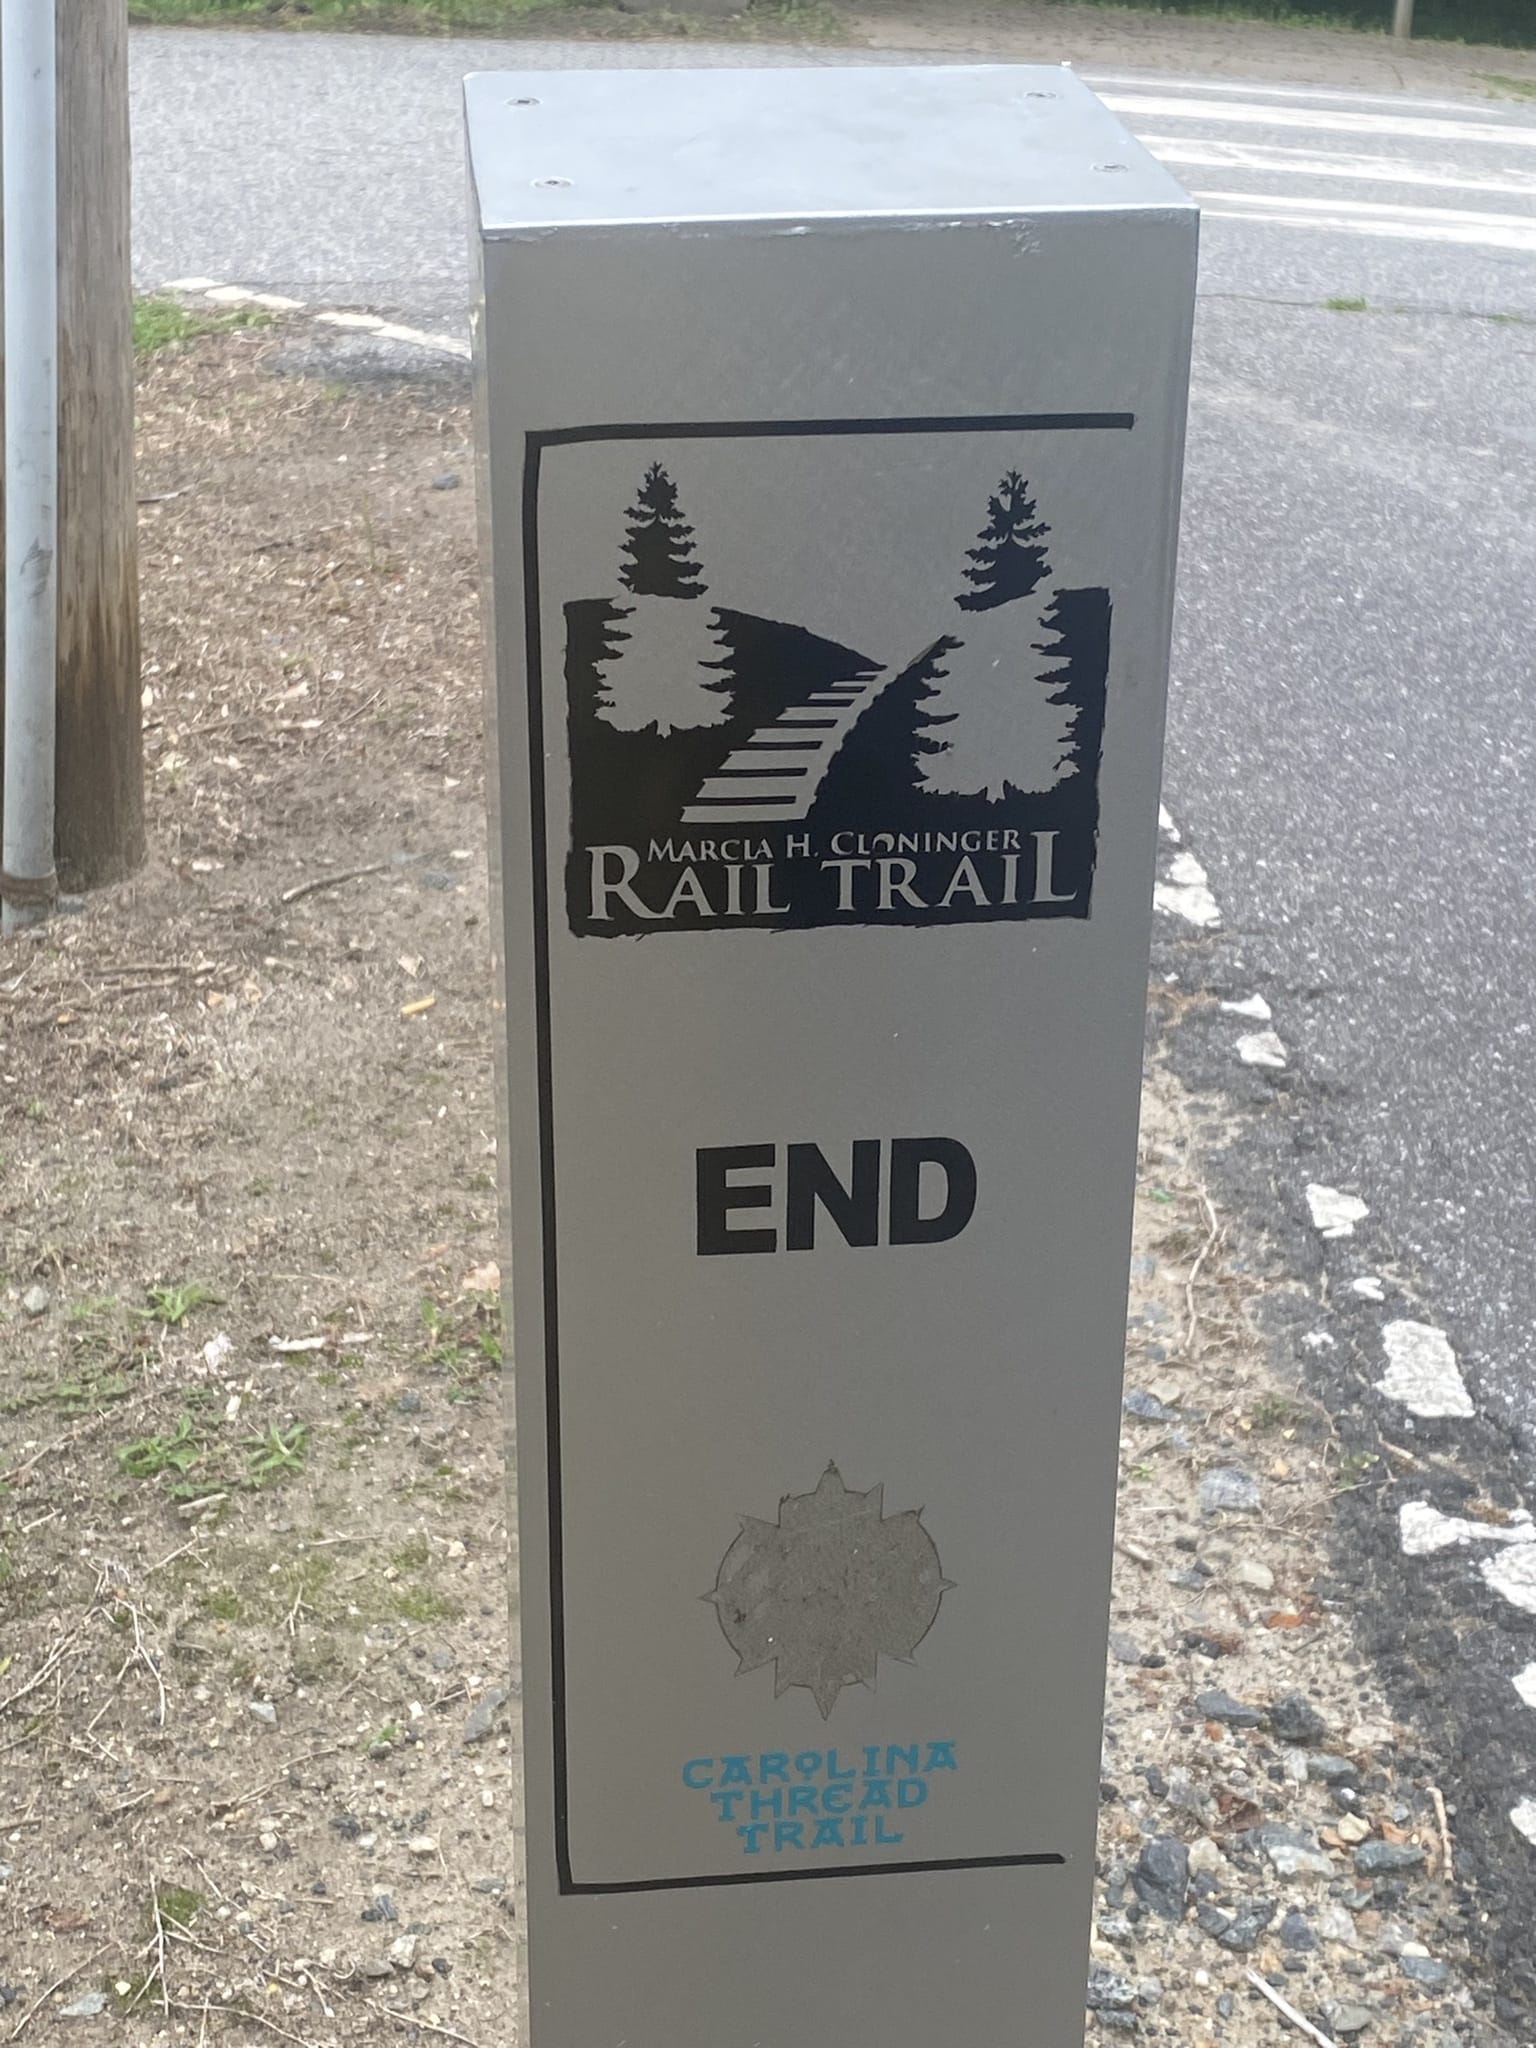 MARCIA H. CLONINGER
RAIL TRAIL
END
CAROLINA
THREAD
TRAIL